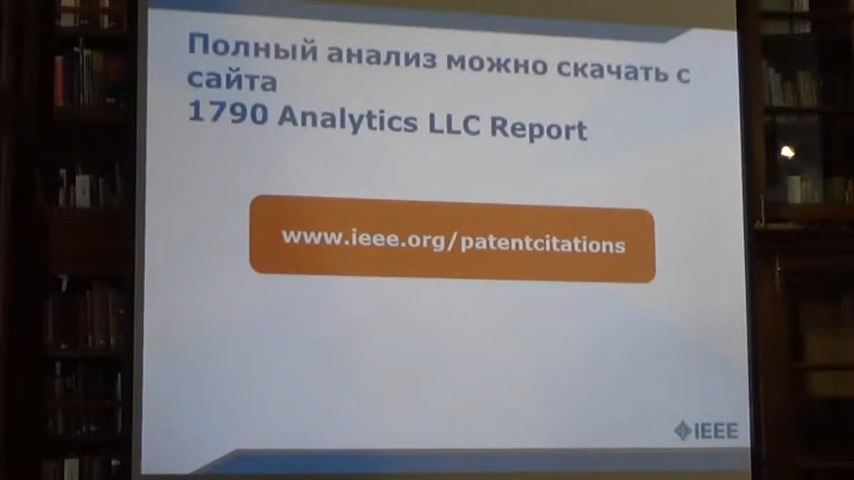 Полный анализ можно скачать с
сайта
1790 Analytics LLC Report
www.ieee.org/patentcitations
IEEE